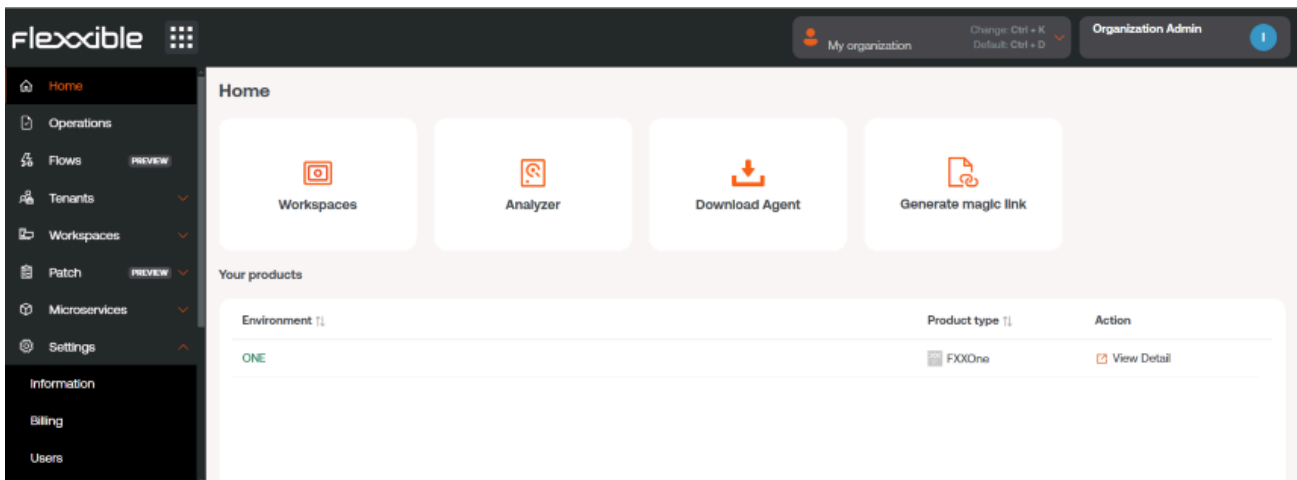 Flexxible
My organization
Change: Ctrl + K
Default: Ctrl + D
Organization Admin
I
Home
Operations
Flows PREVIEW
Tenants
Workspaces
Patch PREVIEW
Microservices
Settings
Information
Billing
Users
Home
Workspaces
Analyzer
Download Agent
Generate magic link
Your products
Environment Product type Action
ONE FXXOne View Detail